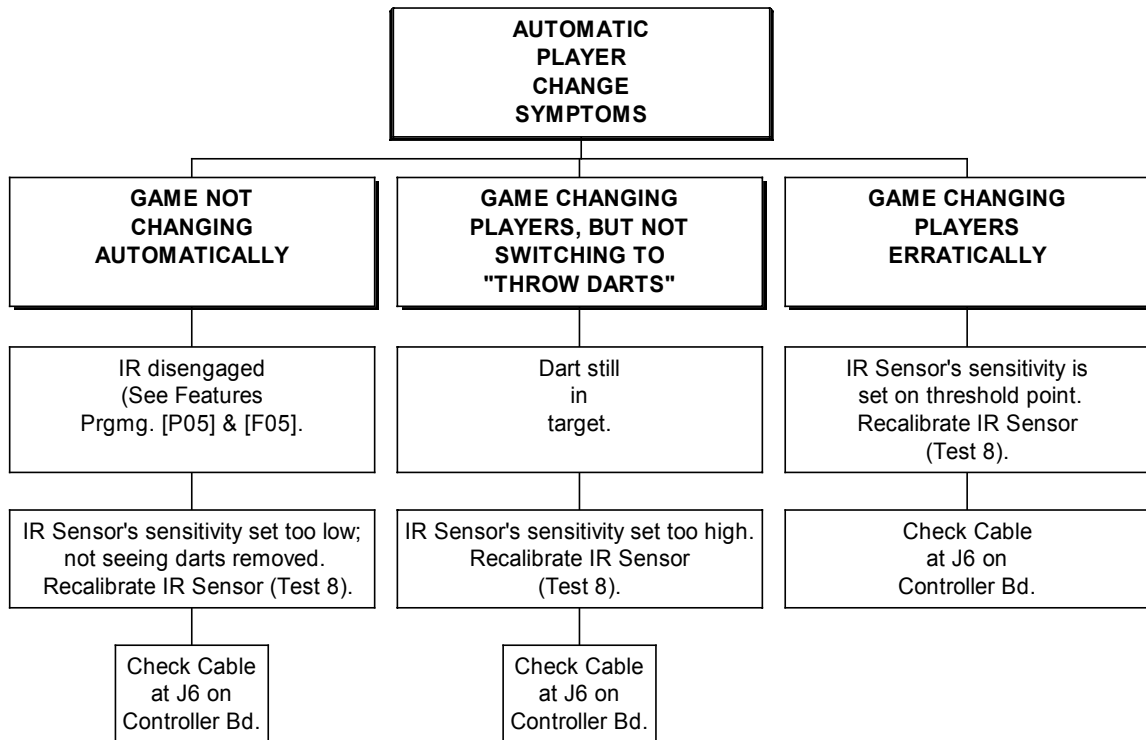 AUTOMATIC
PLAYER
CHANGE
SYMPTOMS
GAME NOT
CHANGING
AUTOMATICALLY
GAME CHANGING
PLAYERS, BUT NOT
SWITCHING TO
"THROW DARTS"
GAME CHANGING
PLAYERS
ERRATICALLY
IR disengaged
(See Features
Prgmg. [P05] & [F05].
Dart still
in
target.
IR Sensor's sensitivity is
set on threshold point.
Recalibrate IR Sensor
(Test 8).
IR Sensor's sensitivity set too low;
not seeing darts removed.
Recalibrate IR Sensor (Test 8).
IR Sensor's sensitivity set too high.
Recalibrate IR Sensor
(Test 8).
Check Cable
at J6 on
Controller Bd.
Check Cable
at J6 on
Controller Bd.
Check Cable
at J6 on
Controller Bd.